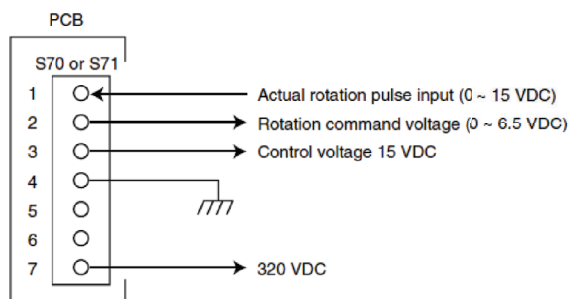 PCB
S70 or S71
1 Actual rotation pulse input (0 ~ 15 VDC)
2 Rotation command voltage (0 ~ 6.5 VDC)
3 Control voltage 15 VDC
4
5
6
7 320 VDC